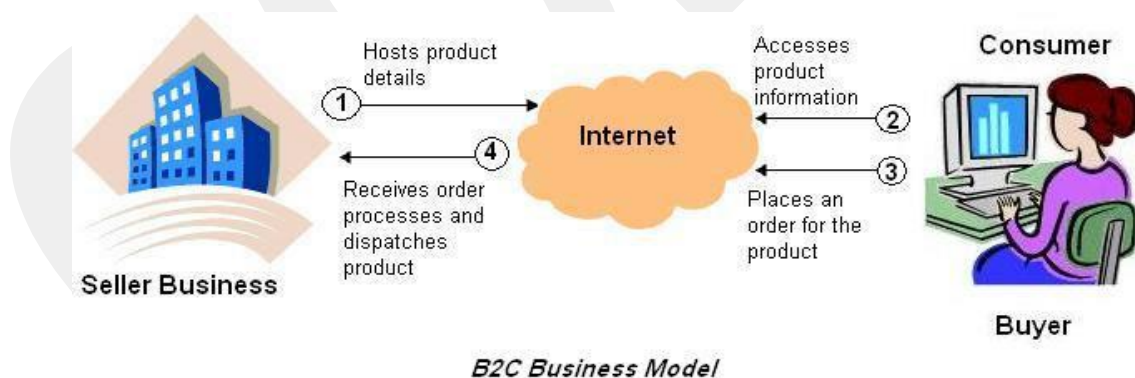 Hosts product
details
1
4
Receives order
processes and
dispatches
product
Seller Business
Internet
Accesses
product
information
2
3
Places an
order for the
product
Consumer
Buyer
B2C Business Model